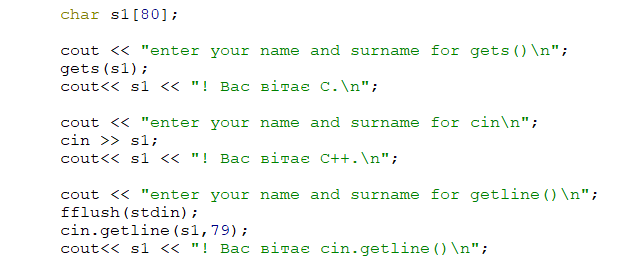 char s1[80];
cout << "enter your name and surname for gets()\n";
gets(s1);
cout<< s1 << "! Вас вітає C.\n";
cout << "enter your name and surname for cin\n";
cin >> s1;
cout<< s1 << "! Вас вітає C++.\n";
cout << "enter your name and surname for getline()\n";
fflush(stdin);
cin.getline(s1,79);
cout<< s1 << "! Вас вітає cin.getline()\n";